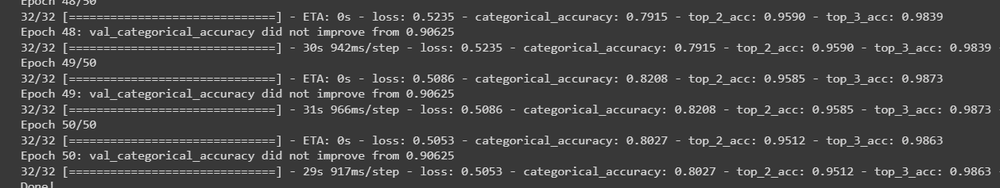 Epoch 48/50
32/32 [==============================] - ETA: 0s - loss: 0.5235 - categorical_accuracy: 0.7915 - top_2_acc: 0.9590 - top_3_acc: 0.9839
Epoch 48: val_categorical_accuracy did not improve from 0.90625
32/32 [==============================] - 30s 942ms/step - loss: 0.5235 - categorical_accuracy: 0.7915 - top_2_acc: 0.9590 - top_3_acc: 0.9839 -
Epoch 49/50
32/32 [==============================] - ETA: 0s - loss: 0.5086 - categorical_accuracy: 0.8208 - top_2_acc: 0.9585 - top_3_acc: 0.9873
Epoch 49: val_categorical_accuracy did not improve from 0.90625
32/32 [==============================] - 31s 966ms/step - loss: 0.5086 - categorical_accuracy: 0.8208 - top_2_acc: 0.9585 - top_3_acc: 0.9873
Epoch 50/50
32/32 [==============================] - ETA: 0s - loss: 0.5053 - categorical_accuracy: 0.8027 - top_2_acc: 0.9512 - top_3_acc: 0.9863
Epoch 50: val_categorical_accuracy did not improve from 0.90625
32/32 [==============================] - 29s 917ms/step - loss: 0.5053 - categorical_accuracy: 0.8027 - top_2_acc: 0.9512 - top_3_acc: 0.9863 -
Done!